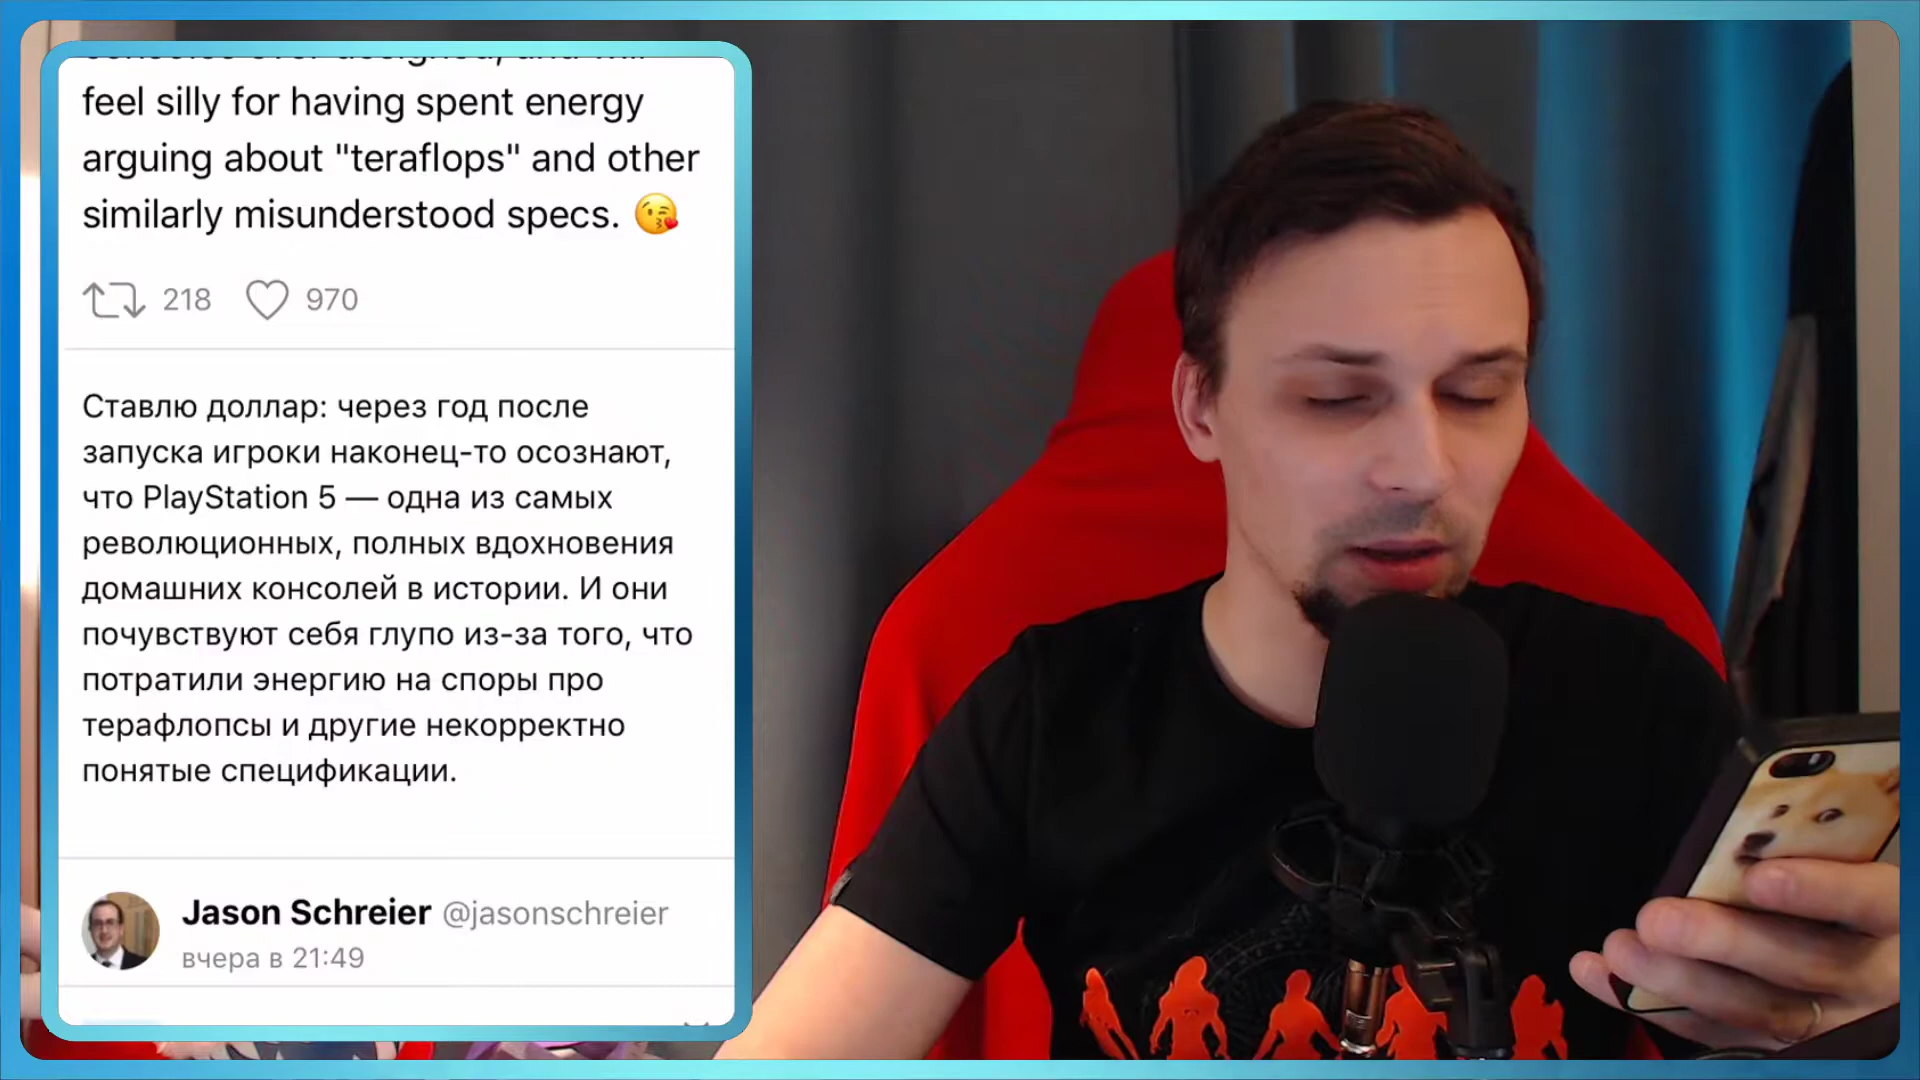 feel silly for having spent energy
arguing about "teraflops" and other
similarly misunderstood specs. 😘
218 970
Ставлю доллар: через год после
запуска игроки наконец-то осознают,
что PlayStation 5 — одна из самых
революционных, полных вдохновения
домашних консолей в истории. И они
почувствуют себя глупо из-за того, что
потратили энергию на споры про
терафлопсы и другие некорректно
понятые спецификации.
Jason Schreier @jasonschreier
вчера в 21:49